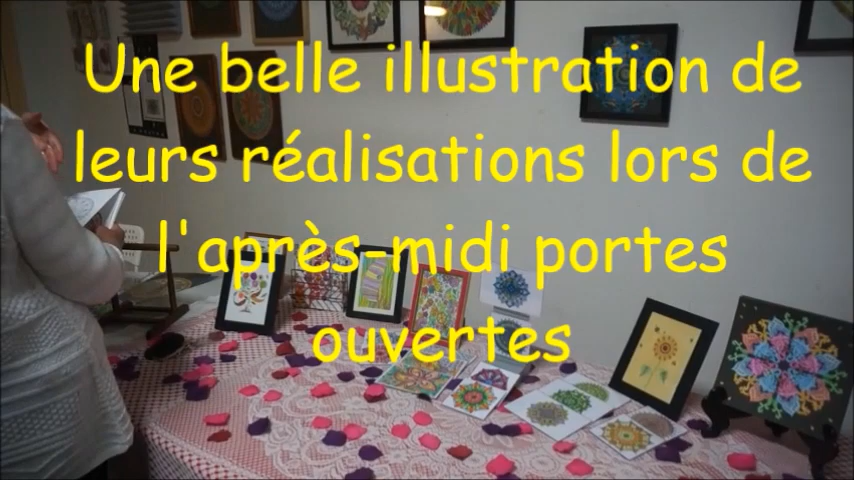 Une belle illustration de
leurs réalisations lors de
l'après-midi portes
ouvertes